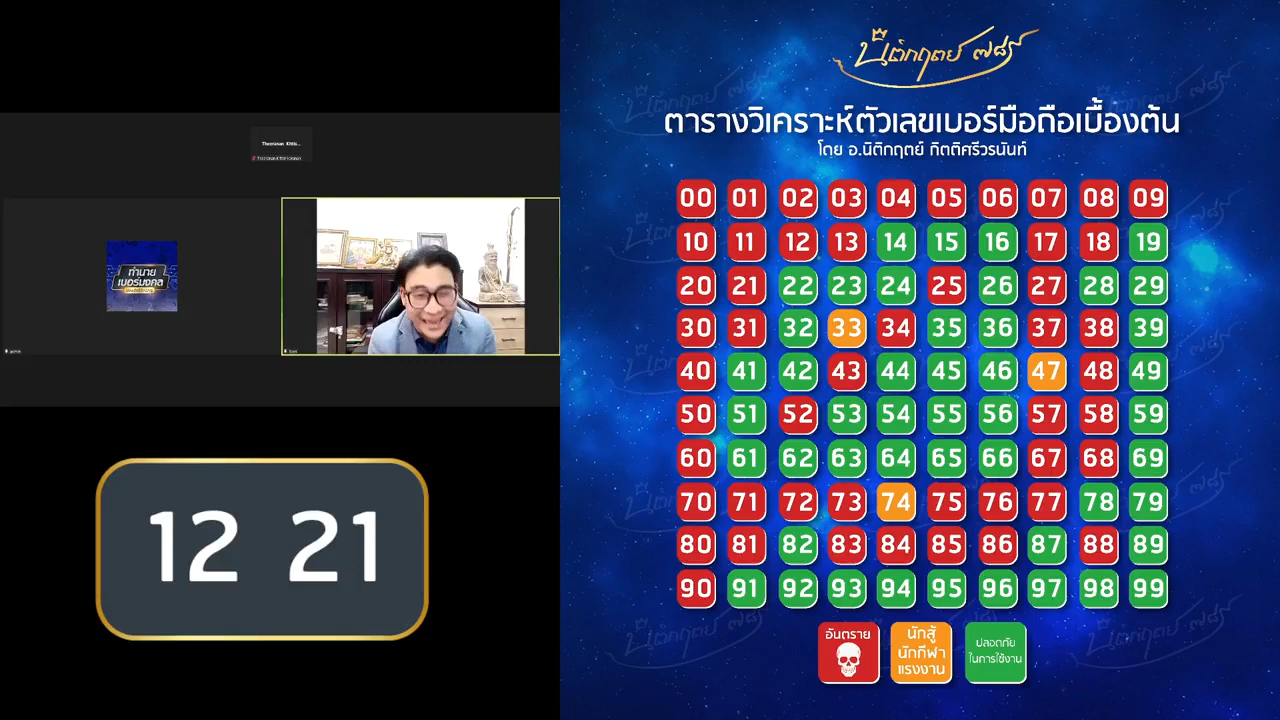 Theeranan Kittis...
Theeranan Kittisriworanan
ทำนาย
เบอร์มงคล
12 21
นิติกฤตย์ ๗๘๙
ตารางวิเคราะห์ตัวเลขเบอร์มือถือเบื้องต้น
โดย อ.นิติกฤตย์ กิตติศรีวรนันท์
00 01 02 03 04 05 06 07 08 09
10 11 12 13 14 15 16 17 18 19
20 21 22 23 24 25 26 27 28 29
30 31 32 33 34 35 36 37 38 39
40 41 42 43 44 45 46 47 48 49
50 51 52 53 54 55 56 57 58 59
60 61 62 63 64 65 66 67 68 69
70 71 72 73 74 75 76 77 78 79
80 81 82 83 84 85 86 87 88 89
90 91 92 93 94 95 96 97 98 99
อันตราย
นักสู้
นักกีฬา
แรงงาน
ปลอดภัย
ในการใช้งาน